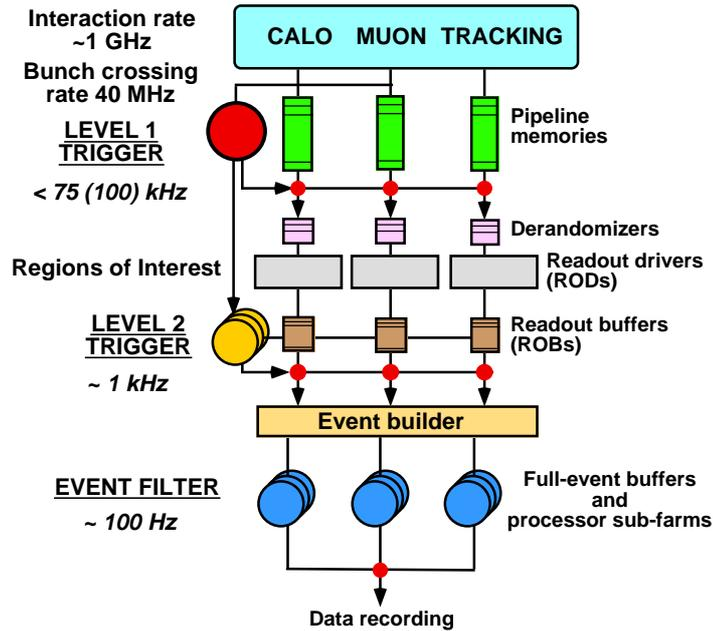 Interaction rate
~1 GHz
CALO MUON TRACKING
Bunch crossing
rate 40 MHz
LEVEL 1
TRIGGER
< 75 (100) kHz
Pipeline
memories
Derandomizers
Regions of Interest
Readout drivers
(RODs)
LEVEL 2
TRIGGER
~ 1 kHz
Readout buffers
(ROBs)
Event builder
EVENT FILTER
~ 100 Hz
Full-event buffers
and
processor sub-farms
Data recording